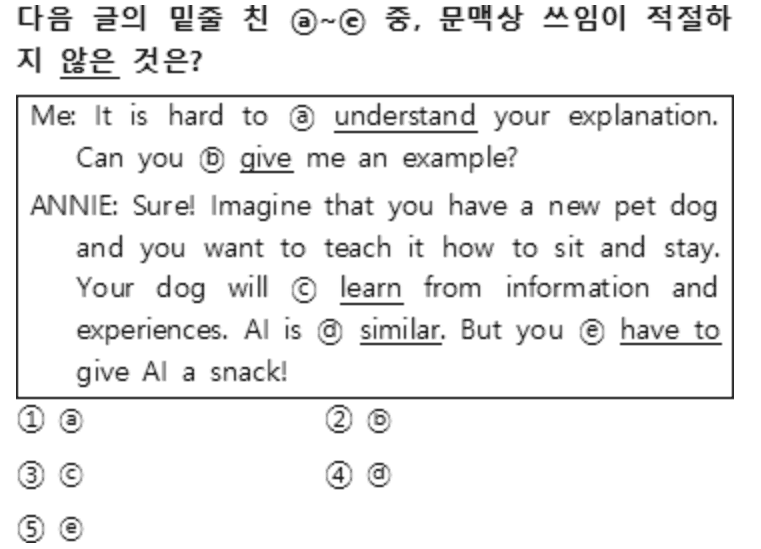 다음 글의 밑줄 친 ⓐ~ⓔ 중, 문맥상 쓰임이 적절하
지 않은 것은?
Me: It is hard to ⓐ understand your explanation.
Can you ⓑ give me an example?
ANNIE: Sure! Imagine that you have a new pet dog
and you want to teach it how to sit and stay.
Your dog will ⓒ learn from information and
experiences. AI is ⓓ similar. But you ⓔ have to
give AI a snack!
① ⓐ ② ⓑ
③ ⓒ ④ ⓓ
⑤ ⓔ